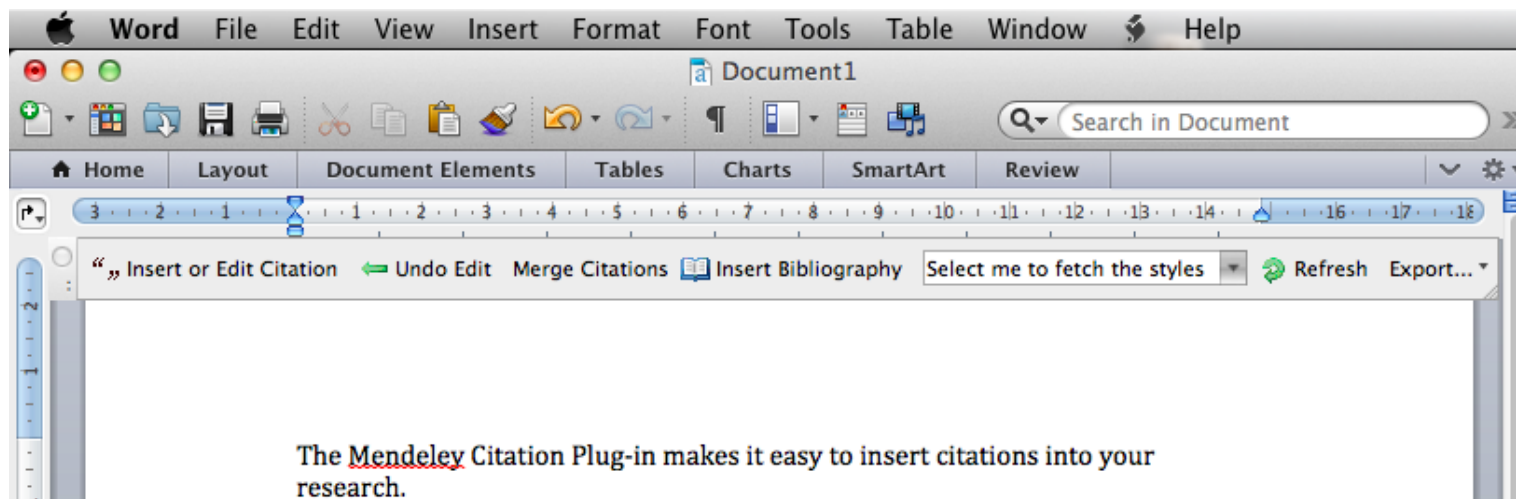 Word File Edit View Insert Format Font Tools Table Window Help
Document1
Search in Document
Home Layout Document Elements Tables Charts SmartArt Review
3 2 1 1 2 3 4 5 6 7 8 9 10 11 12 13 14 16 17 18
“„ Insert or Edit Citation Undo Edit Merge Citations Insert Bibliography Select me to fetch the styles Refresh Export...
2
1
The Mendeley Citation Plug-in makes it easy to insert citations into your
research.